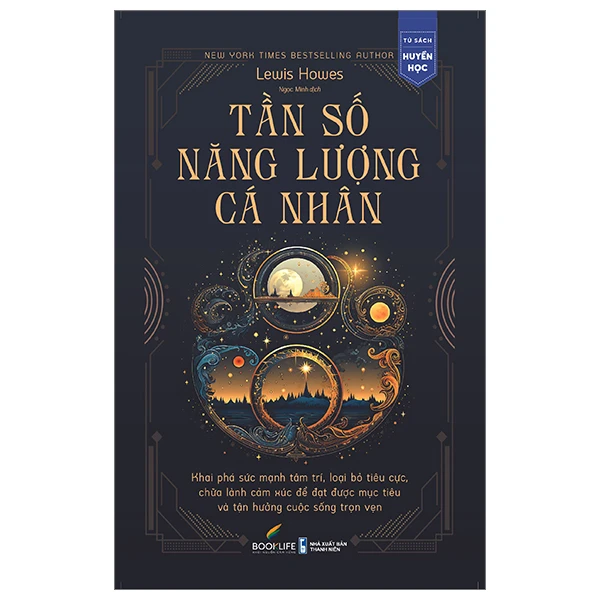 TỦ SÁCH
HUYỀN
HỌC
NEW YORK TIMES BESTSELLING AUTHOR
Lewis Howes
Ngọc Minh dịch
TẦN SỐ
NĂNG LƯỢNG
CÁ NHÂN
Khai phá sức mạnh tâm trí, loại bỏ tiêu cực,
chữa lành cảm xúc để đạt được mục tiêu
và tận hưởng cuộc sống trọn vẹn
BOOKLIFE
NHÀ XUẤT BẢN
THANH NIÊN